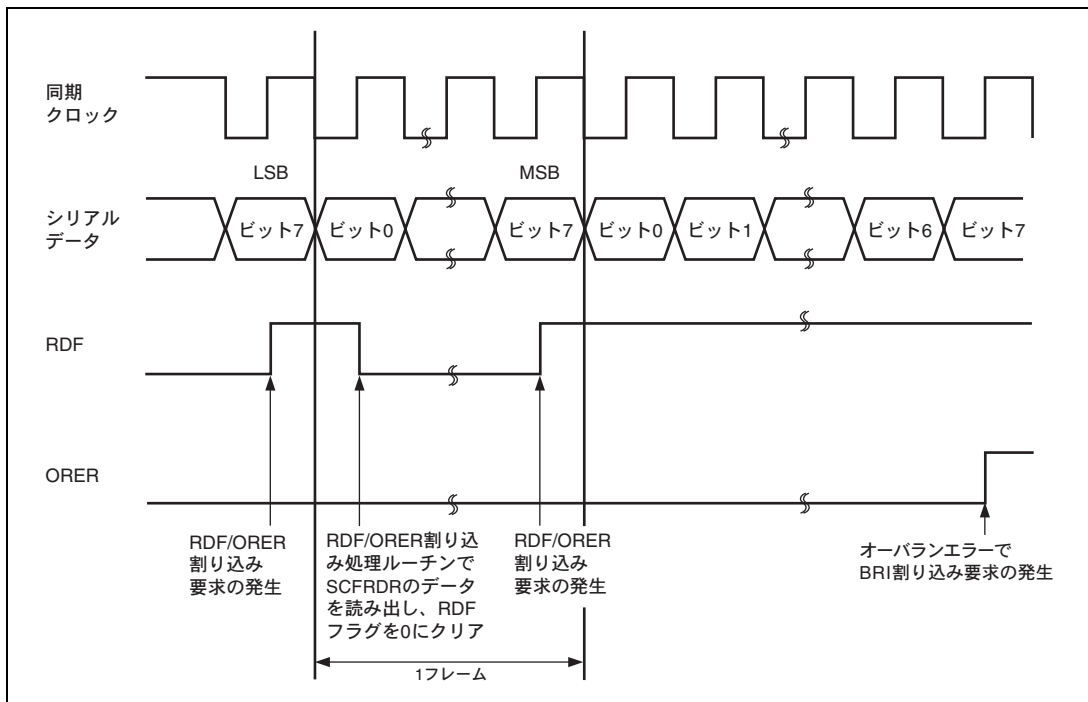 同期
クロック
LSB
MSB
シリアル
データ
ビット7
ビット0
ビット7
ビット0
ビット1
ビット6
ビット7
RDF
ORER
RDF/ORER
割り込み
要求の発生
RDF/ORER割り込
み処理ルーチンで
SCFRDRのデータ
を読み出し、RDF
フラグを0にクリア
RDF/ORER
割り込み
要求の発生
オーバランエラーで
BRI割り込み要求の発生
1フレーム